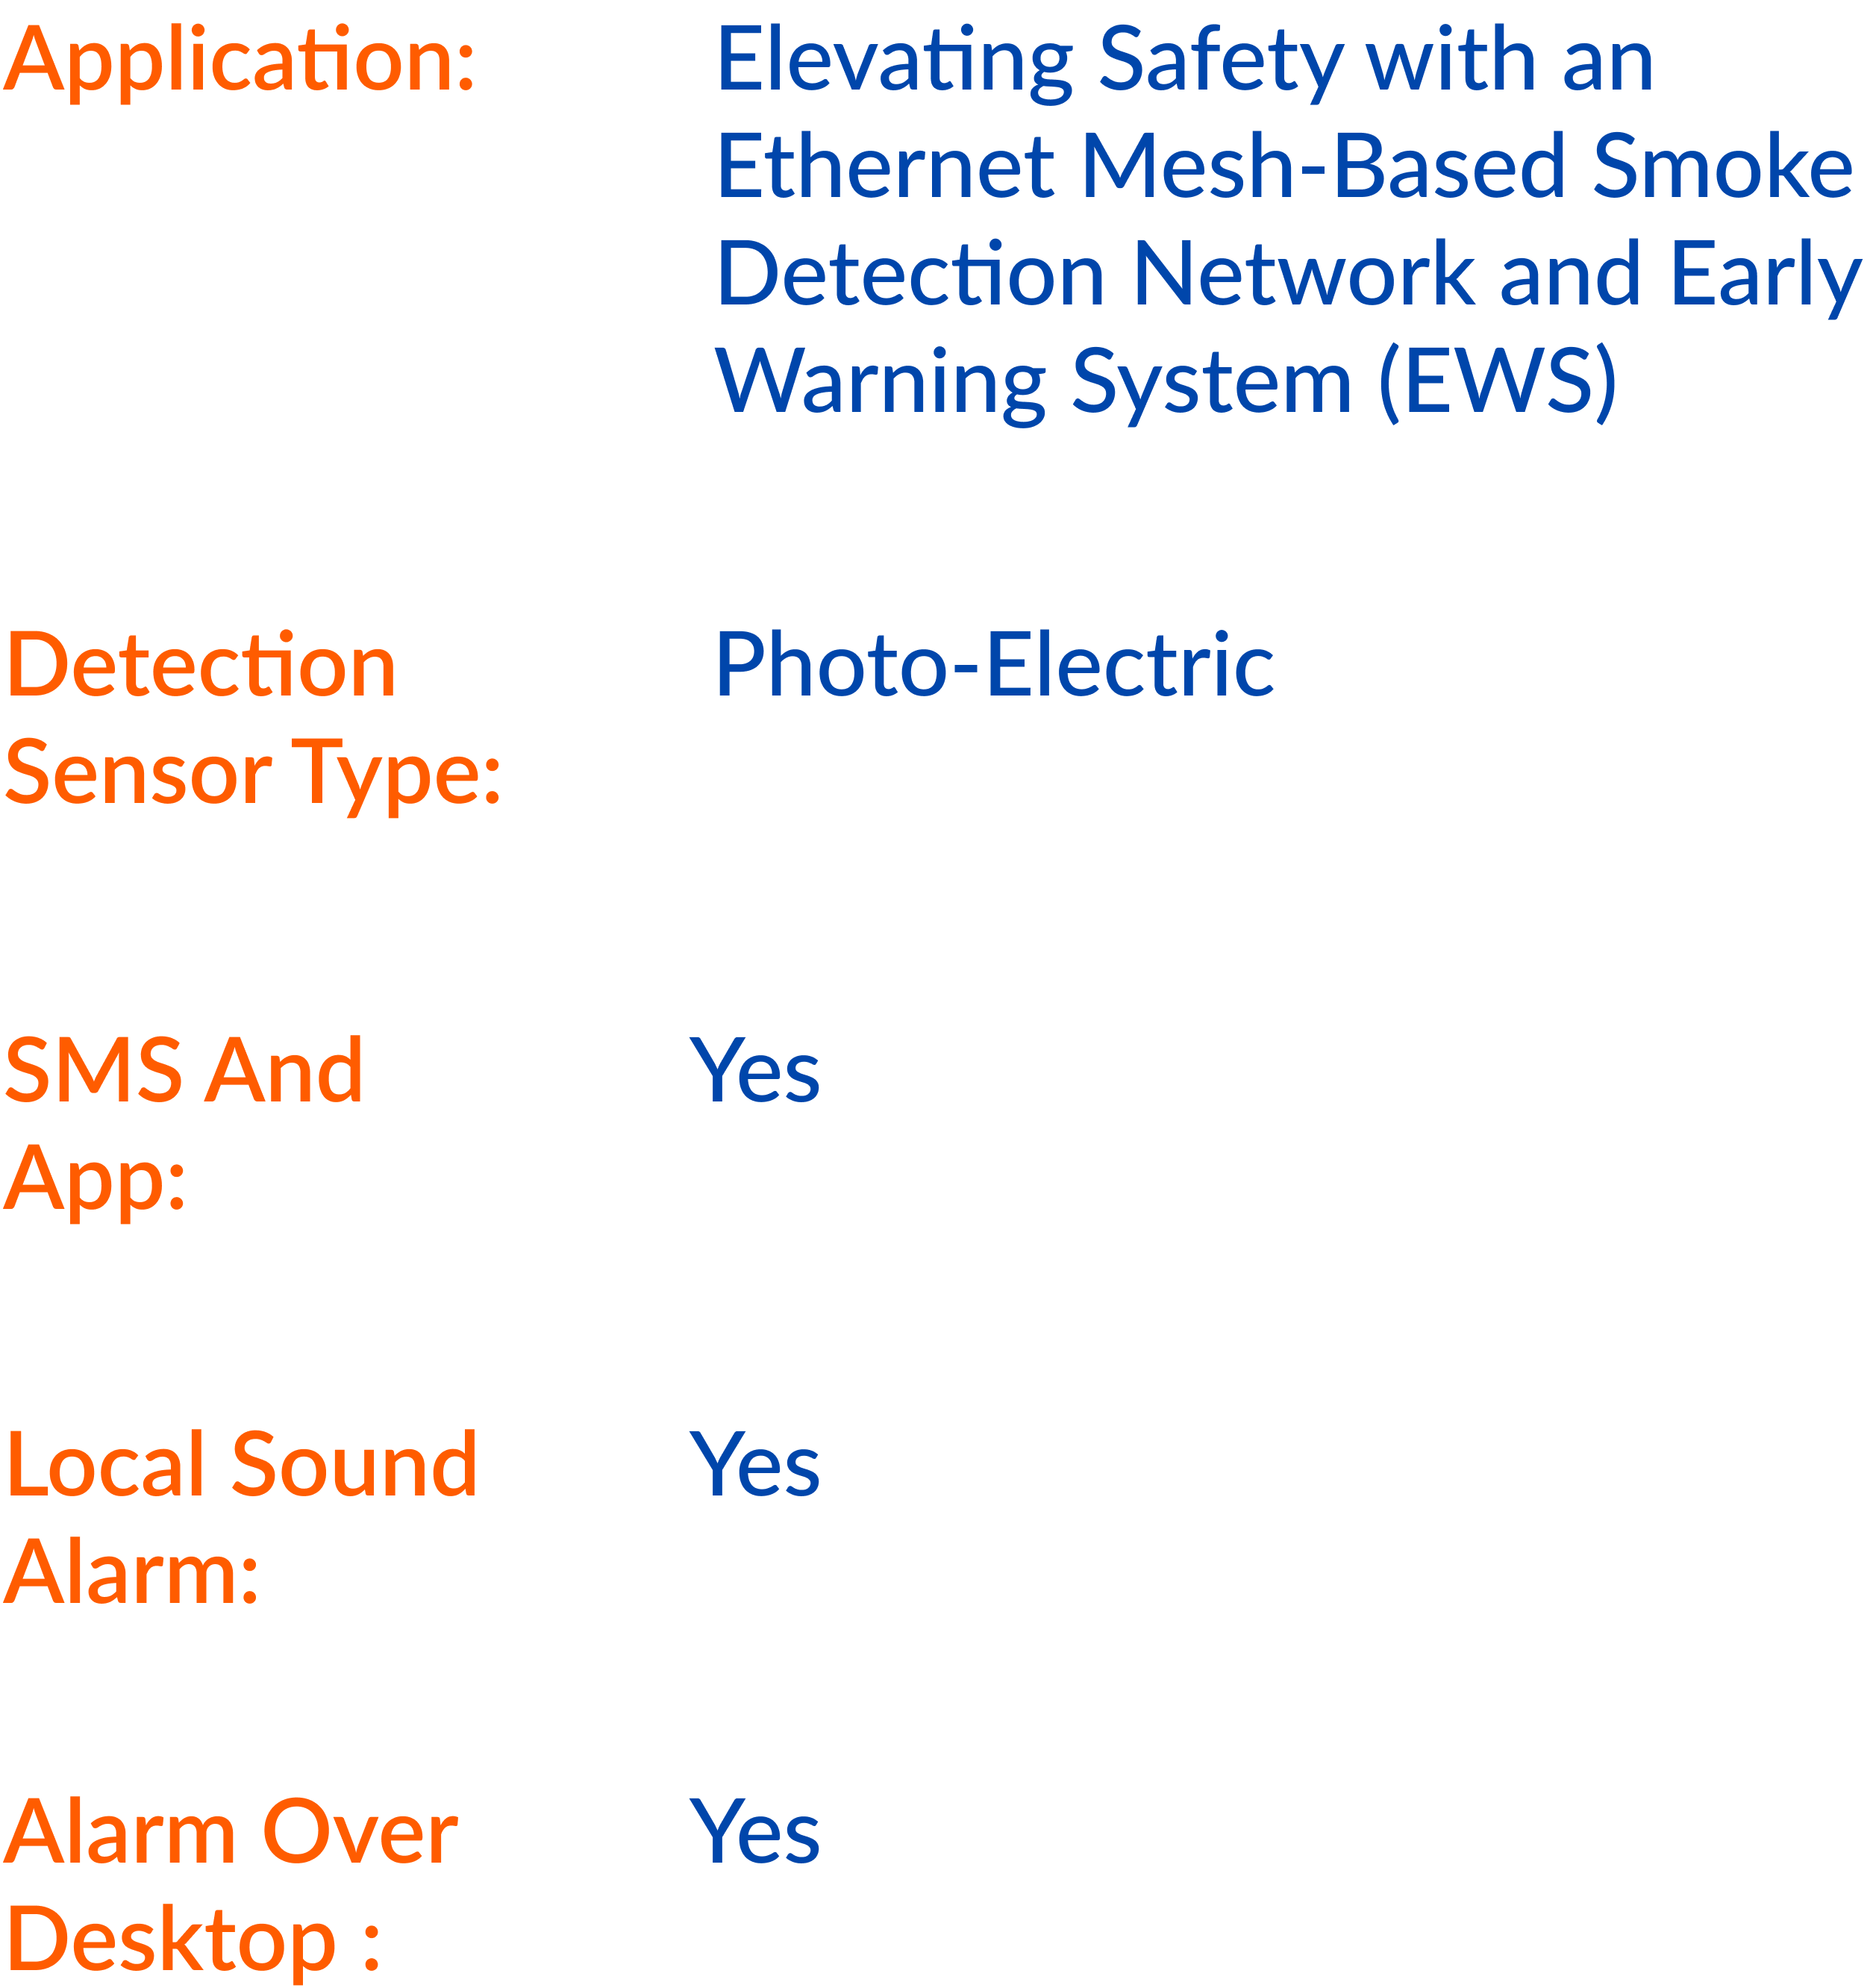 Application: Elevating Safety with an
Ethernet Mesh-Based Smoke
Detection Network and Early
Warning System (EWS)
Detection Photo-Electric
Sensor Type:
SMS And Yes
App:
Local Sound Yes
Alarm:
Alarm Over Yes
Desktop :